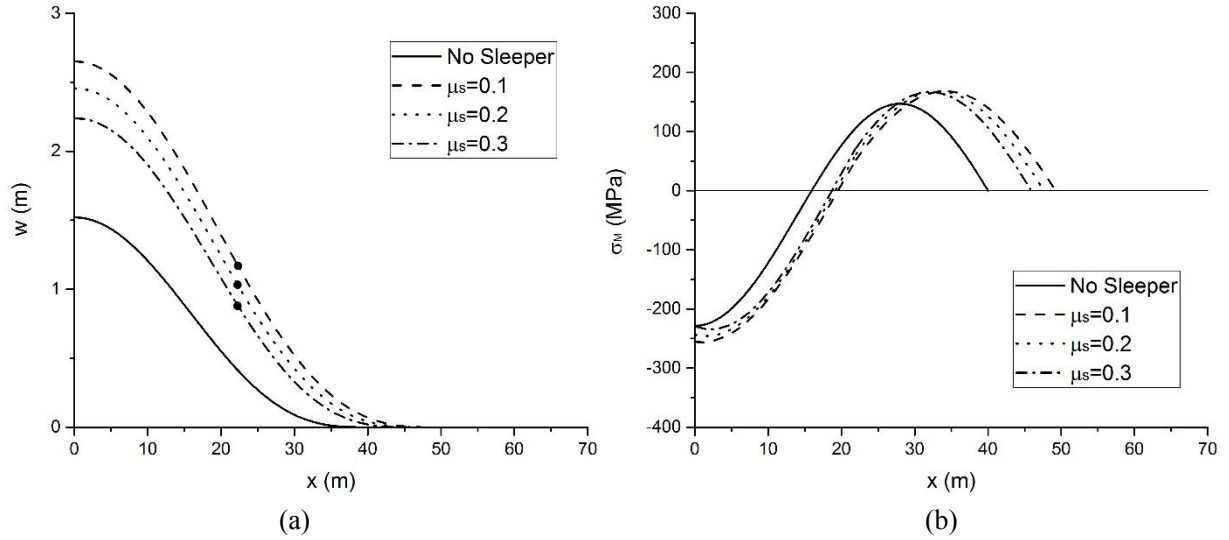 3
2
1
0
w (m)
0 10 20 30 40 50 60 70
x (m)
No Sleeper
μs=0.1
μs=0.2
μs=0.3
(a)
300
200
100
0
-100
-200
-300
-400
σM (MPa)
0 10 20 30 40 50 60 70
x (m)
No Sleeper
μs=0.1
μs=0.2
μs=0.3
(b)